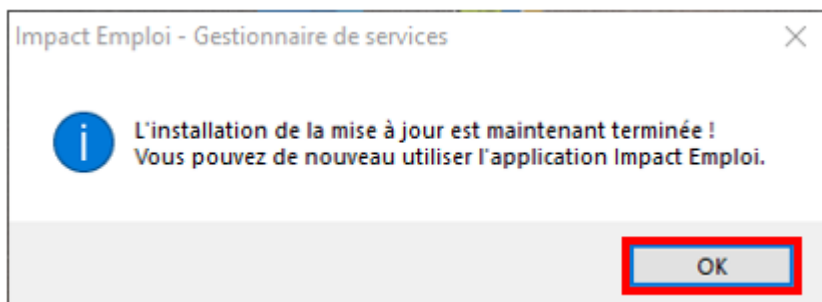 Impact Emploi - Gestionnaire de services
L'installation de la mise à jour est maintenant terminée !
Vous pouvez de nouveau utiliser l'application Impact Emploi.
OK